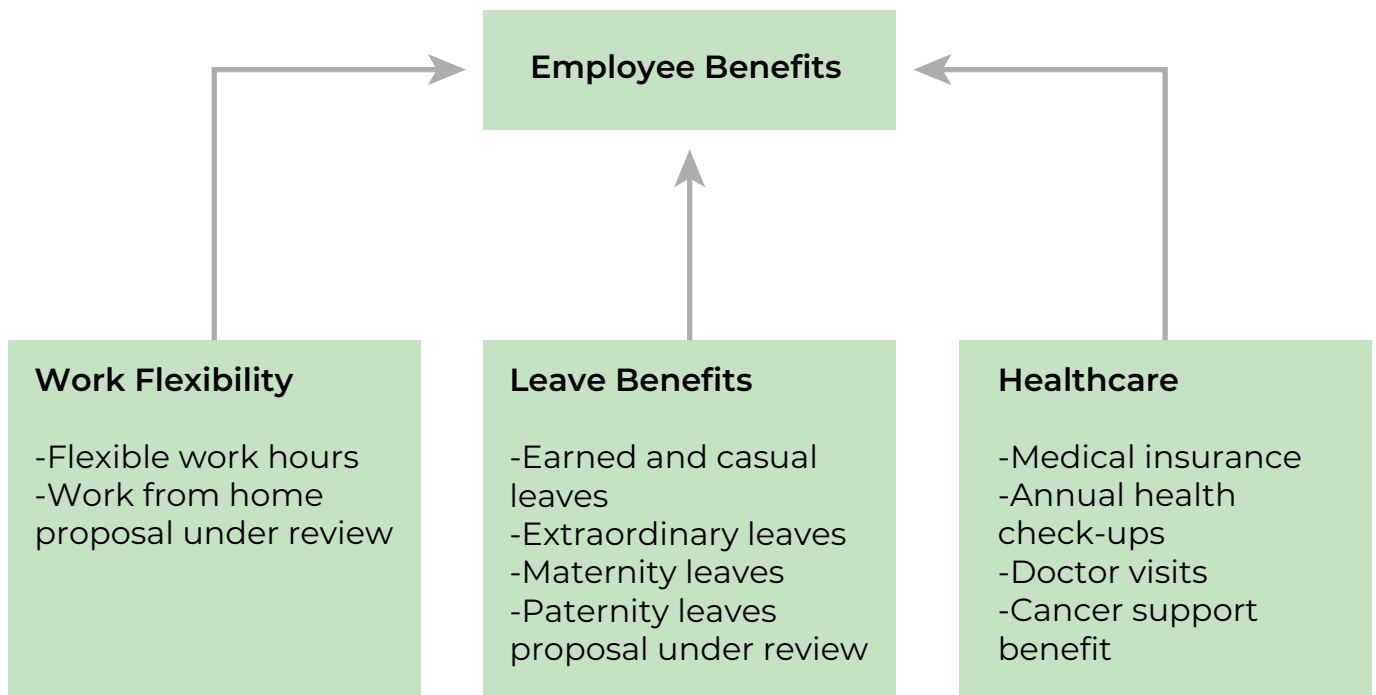 Employee Benefits
Work Flexibility
-Flexible work hours
-Work from home
proposal under review
Leave Benefits
-Earned and casual
leaves
-Extraordinary leaves
-Maternity leaves
-Paternity leaves
proposal under review
Healthcare
-Medical insurance
-Annual health
check-ups
-Doctor visits
-Cancer support
benefit